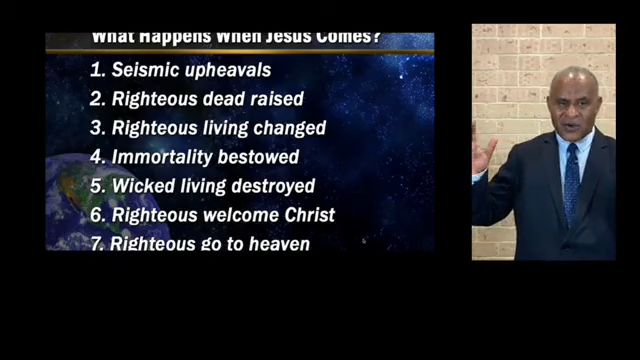 What Happens When Jesus Comes?
1. Seismic upheavals
2. Righteous dead raised
3. Righteous living changed
4. Immortality bestowed
5. Wicked living destroyed
6. Righteous welcome Christ
7. Righteous go to heaven